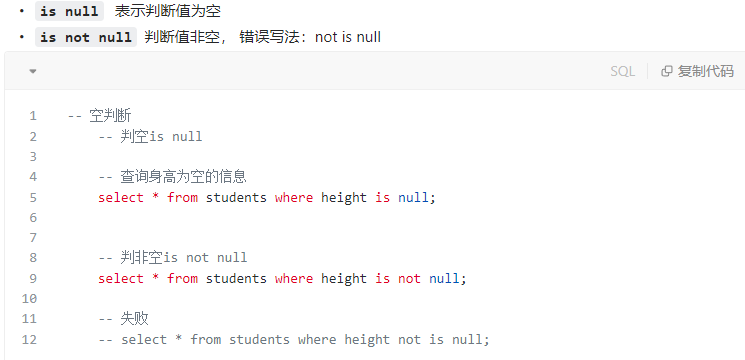 • is null 表示判断值为空
• is not null 判断值非空， 错误写法：not is null
SQL 复制代码
1 -- 空判断
2 -- 判空is null
3
4 -- 查询身高为空的信息
5 select * from students where height is null;
6
7
8 -- 判非空is not null
9 select * from students where height is not null;
10
11 -- 失败
12 -- select * from students where height not is null;